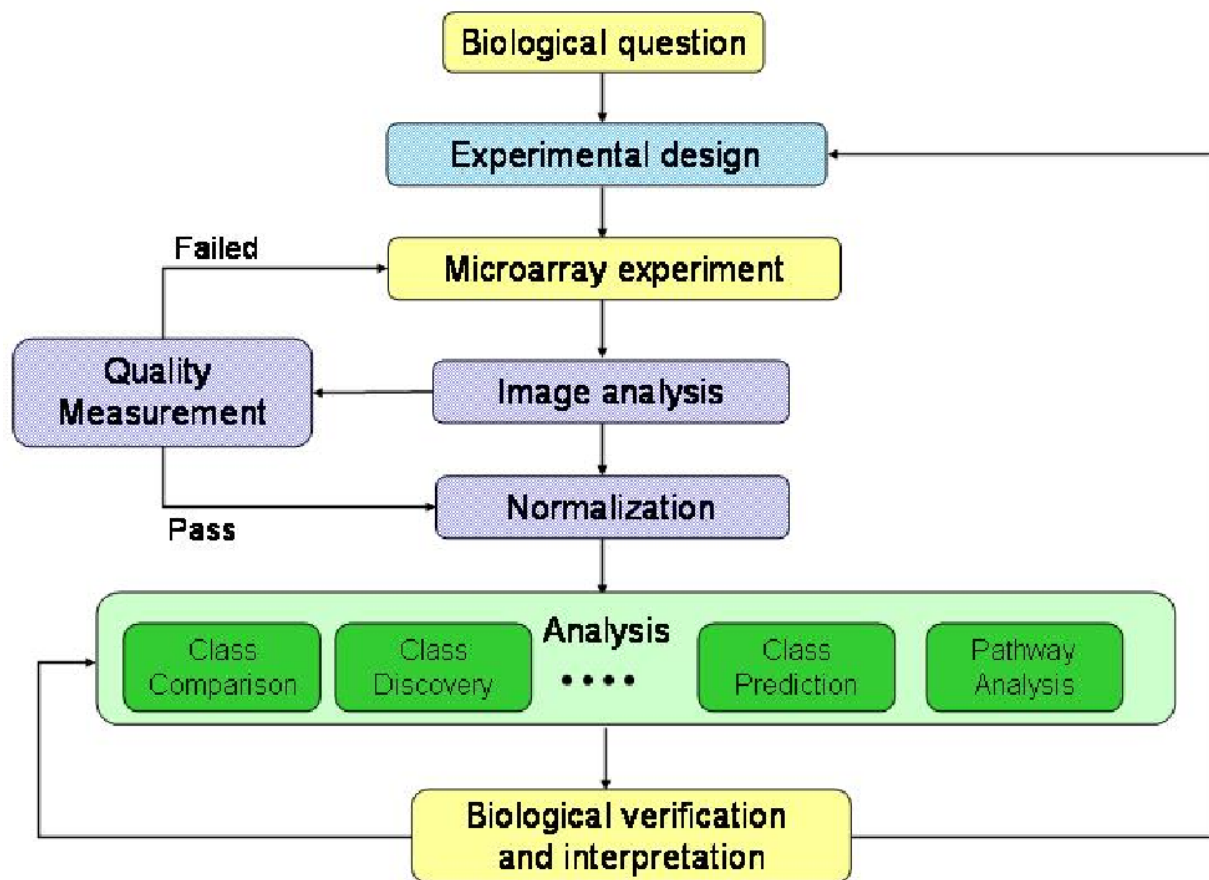 Biological question
Experimental design
Failed
Microarray experiment
Quality
Measurement
Image analysis
Normalization
Pass
Analysis
Class
Comparison
Class
Discovery
••••
Class
Prediction
Pathway
Analysis
Biological verification
and interpretation